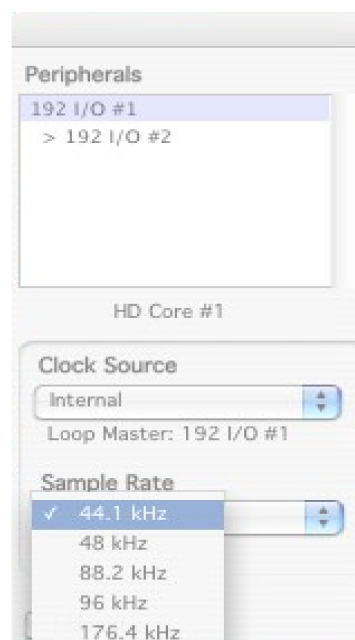 Peripherals
192 I/O #1
> 192 I/O #2
HD Core #1
Clock Source
Internal
Loop Master: 192 I/O #1
Sample Rate
✓ 44.1 kHz
48 kHz
88.2 kHz
96 kHz
176.4 kHz